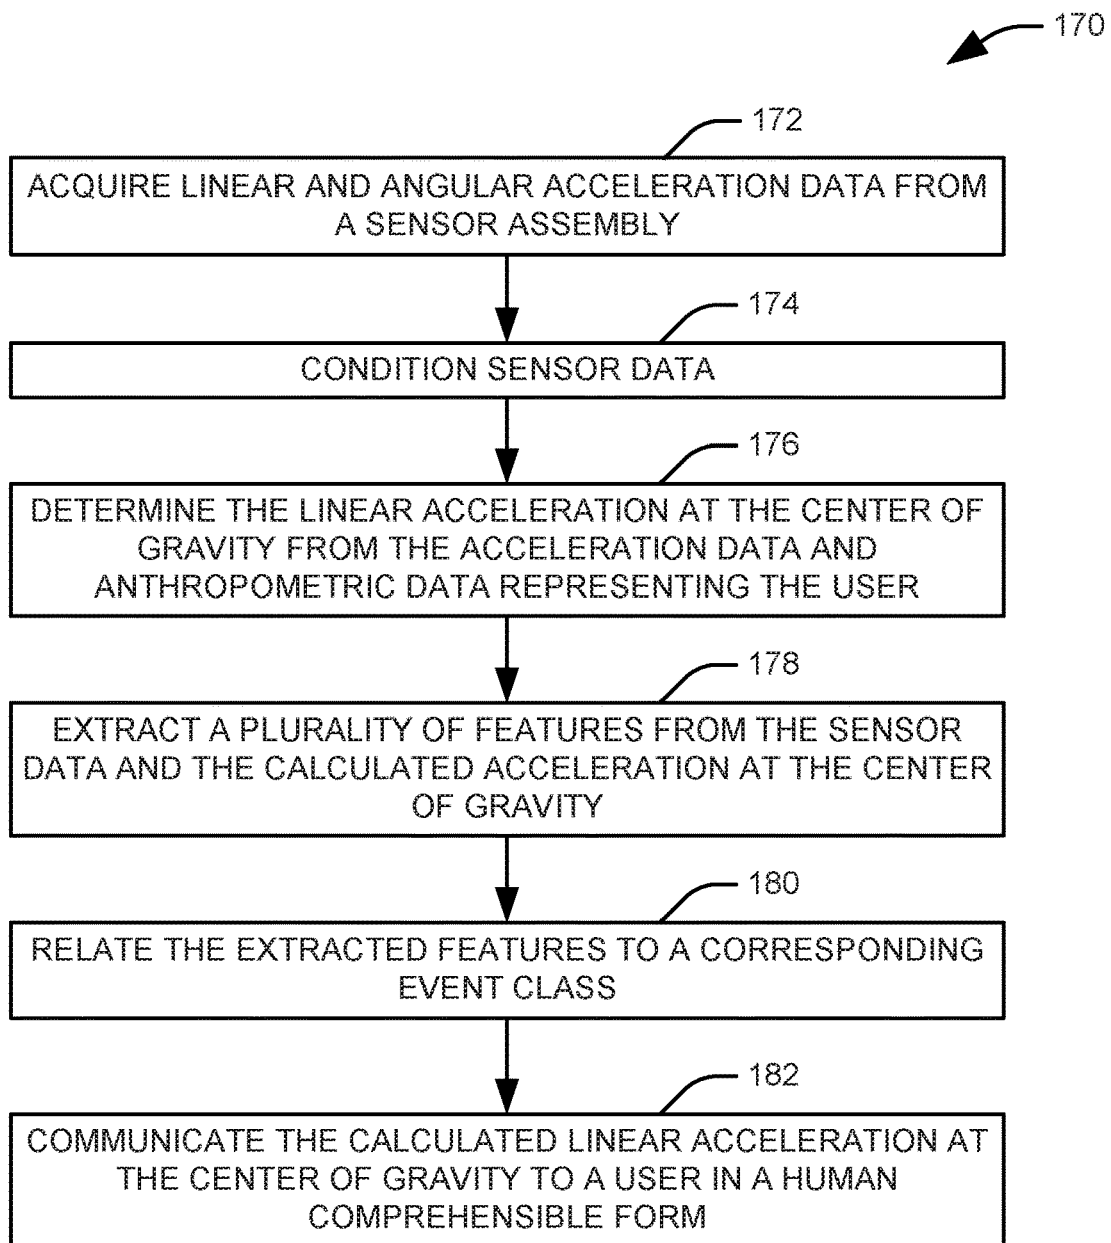 170
172
ACQUIRE LINEAR AND ANGULAR ACCELERATION DATA FROM
A SENSOR ASSEMBLY
174
CONDITION SENSOR DATA
176
DETERMINE THE LINEAR ACCELERATION AT THE CENTER OF
GRAVITY FROM THE ACCELERATION DATA AND
ANTHROPOMETRIC DATA REPRESENTING THE USER
178
EXTRACT A PLURALITY OF FEATURES FROM THE SENSOR
DATA AND THE CALCULATED ACCELERATION AT THE CENTER
OF GRAVITY
180
RELATE THE EXTRACTED FEATURES TO A CORRESPONDING
EVENT CLASS
182
COMMUNICATE THE CALCULATED LINEAR ACCELERATION AT
THE CENTER OF GRAVITY TO A USER IN A HUMAN
COMPREHENSIBLE FORM